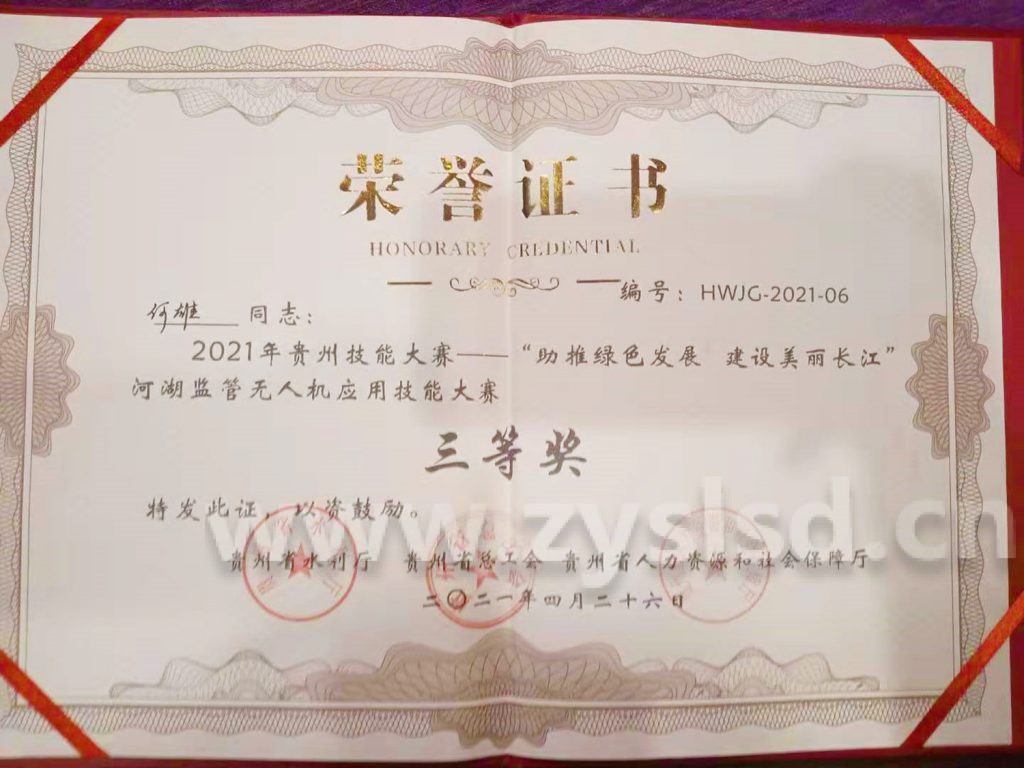 荣誉证书
HONORARY CREDENTIAL
编号：HWJG-2021-06
何雄 同志：
2021年贵州技能大赛——“助推绿色发展 建设美丽长江”
河湖监管无人机应用技能大赛
三等奖
特发此证，以资鼓励。
www.zyslsd.cn
贵州省水利厅 贵州省总工会 贵州省人力资源和社会保障厅
二〇二一年四月二十六日